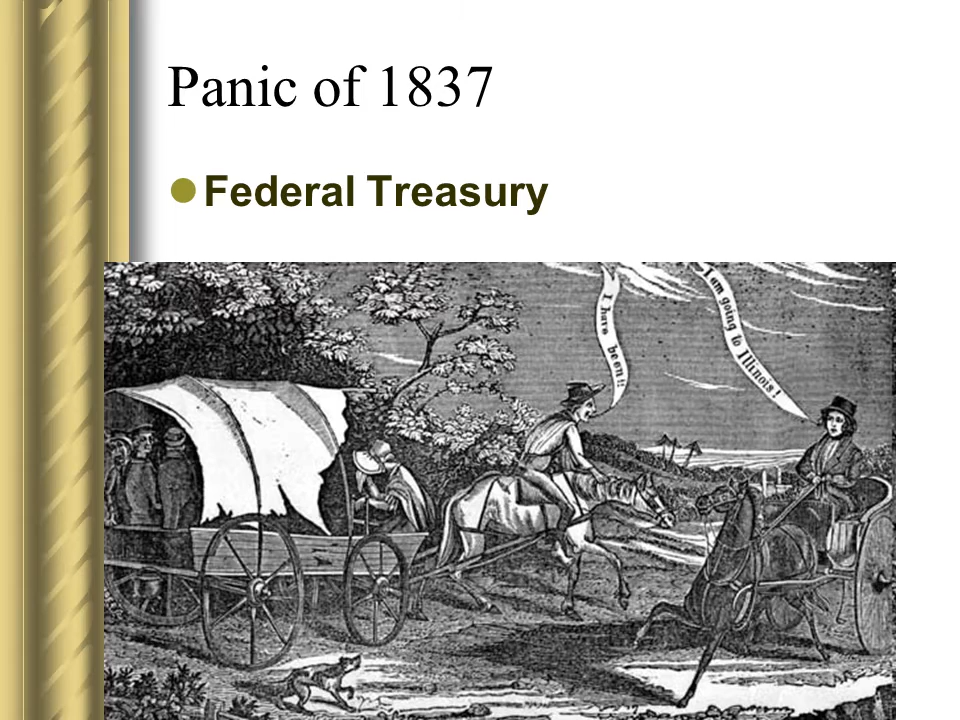 Panic of 1837
Federal Treasury
I have been!!
I am going to Illinois!